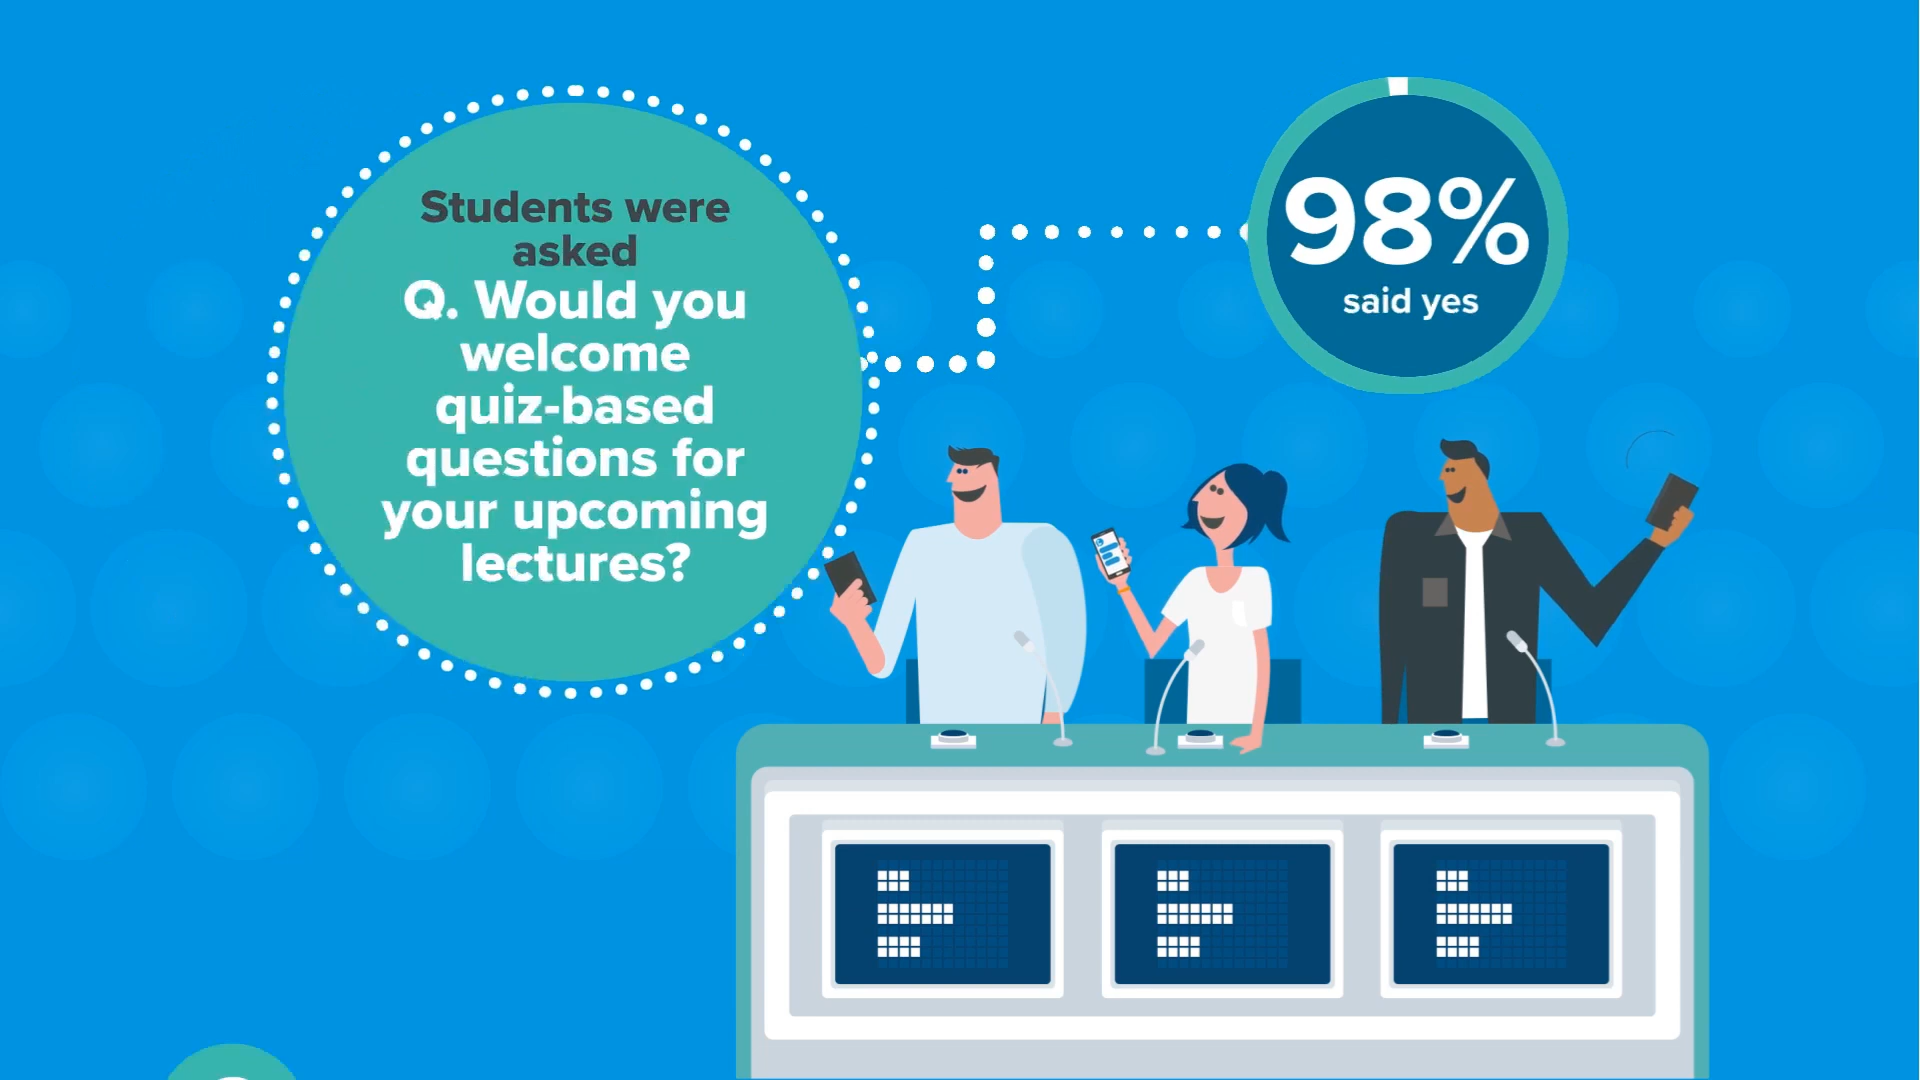 Students were
asked
Q. Would you
welcome
quiz-based
questions for
your upcoming
lectures?
98%
said yes